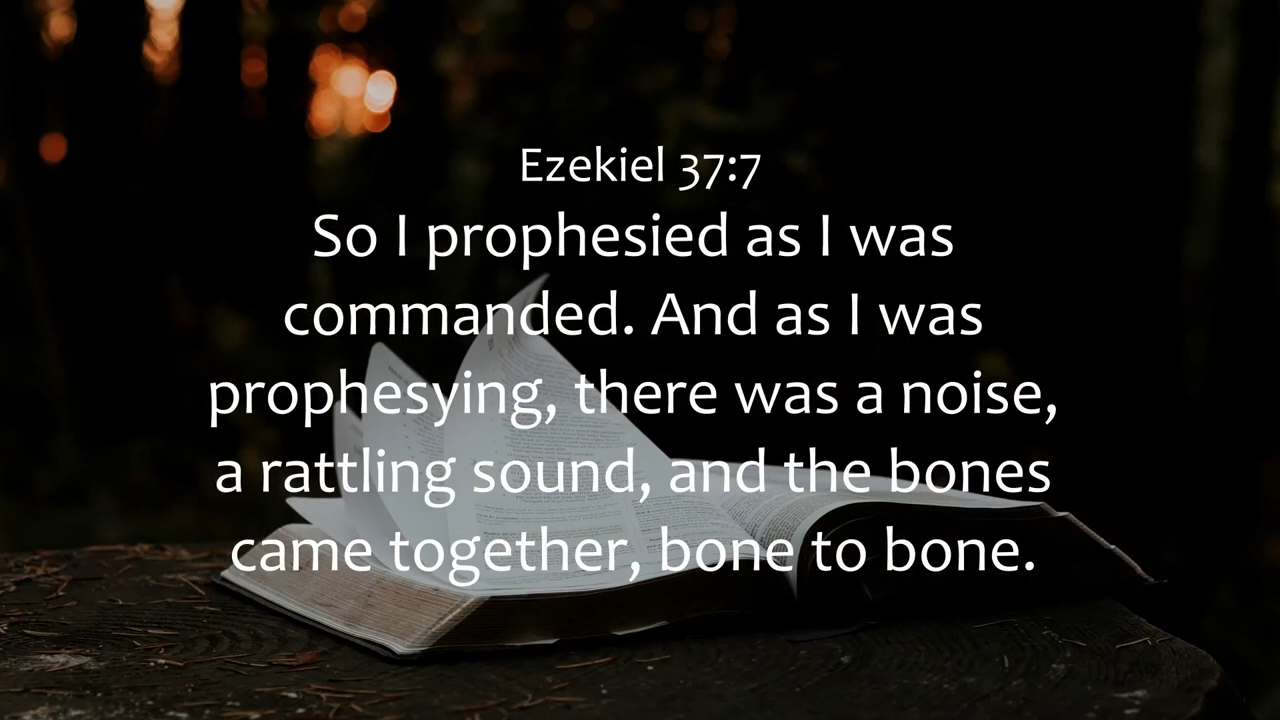 Ezekiel 37:7
So I prophesied as I was
commanded. And as I was
prophesying, there was a noise,
a rattling sound, and the bones
came together, bone to bone.